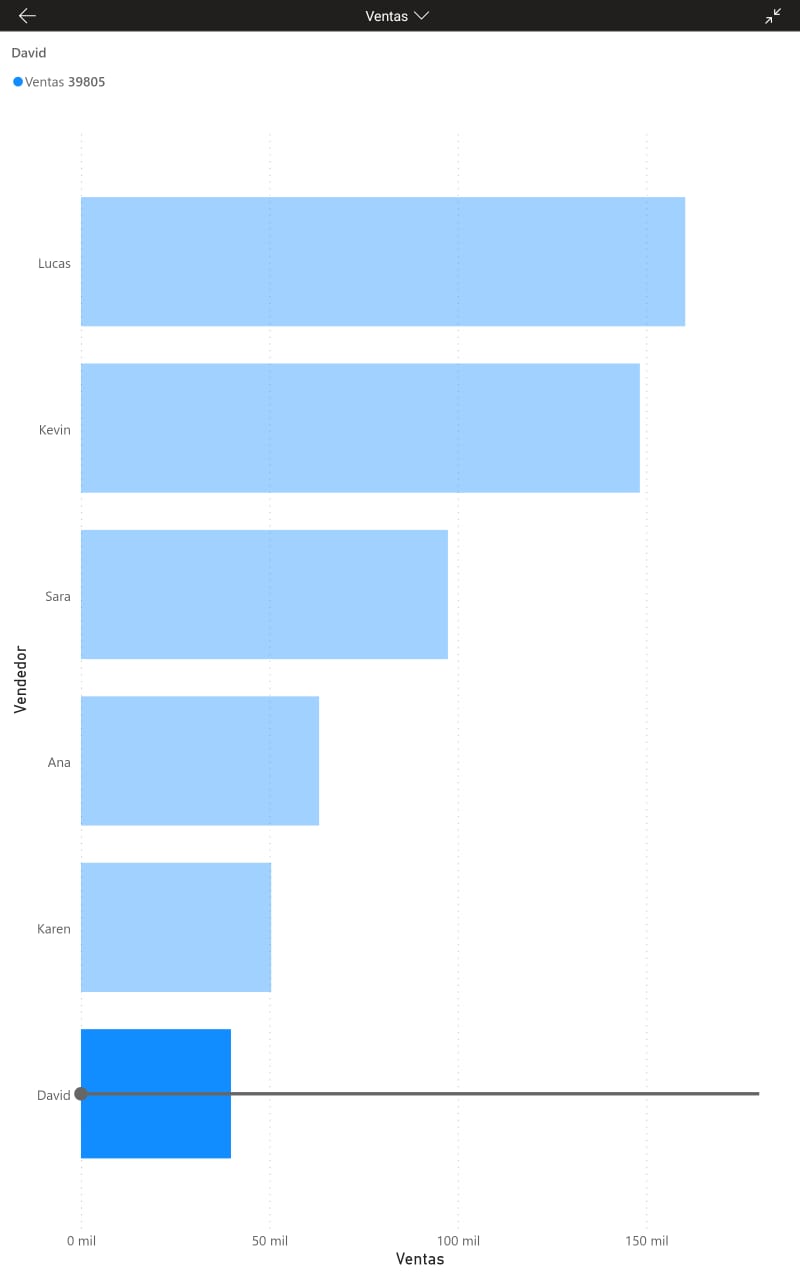 Ventas
David
Ventas 39805
Lucas
Kevin
Sara
Ana
Karen
David
Vendedor
0 mil 50 mil 100 mil 150 mil
Ventas